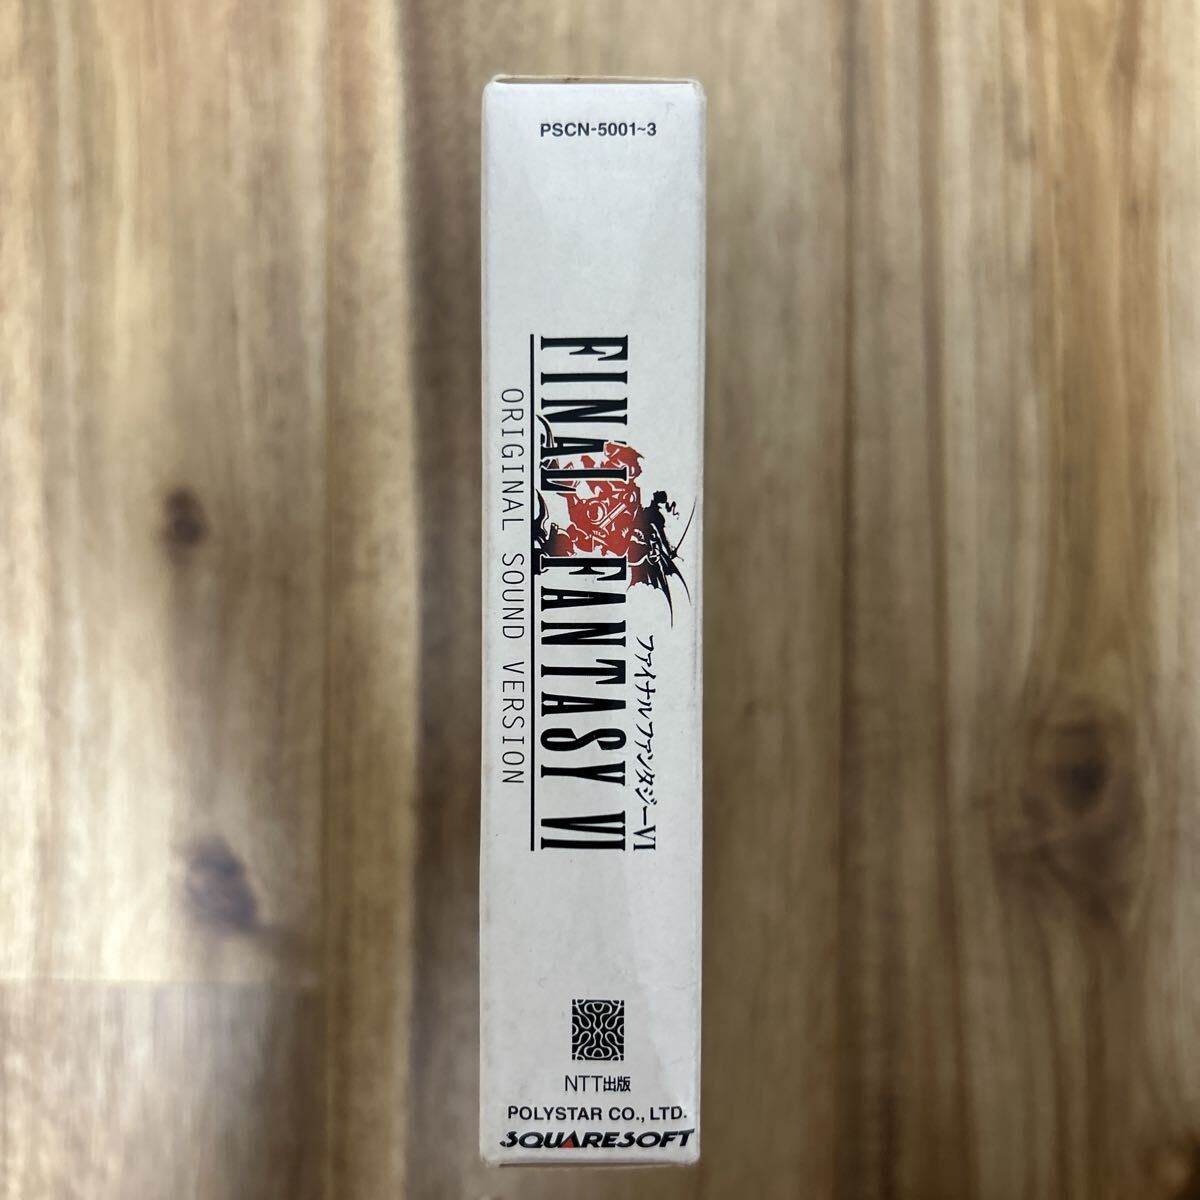 PSCN-5001~3
ファイナルファンタジーVI
FINAL FANTASY VI
ORIGINAL SOUND VERSION
NTT出版
POLYSTAR CO., LTD.
SQUARESOFT